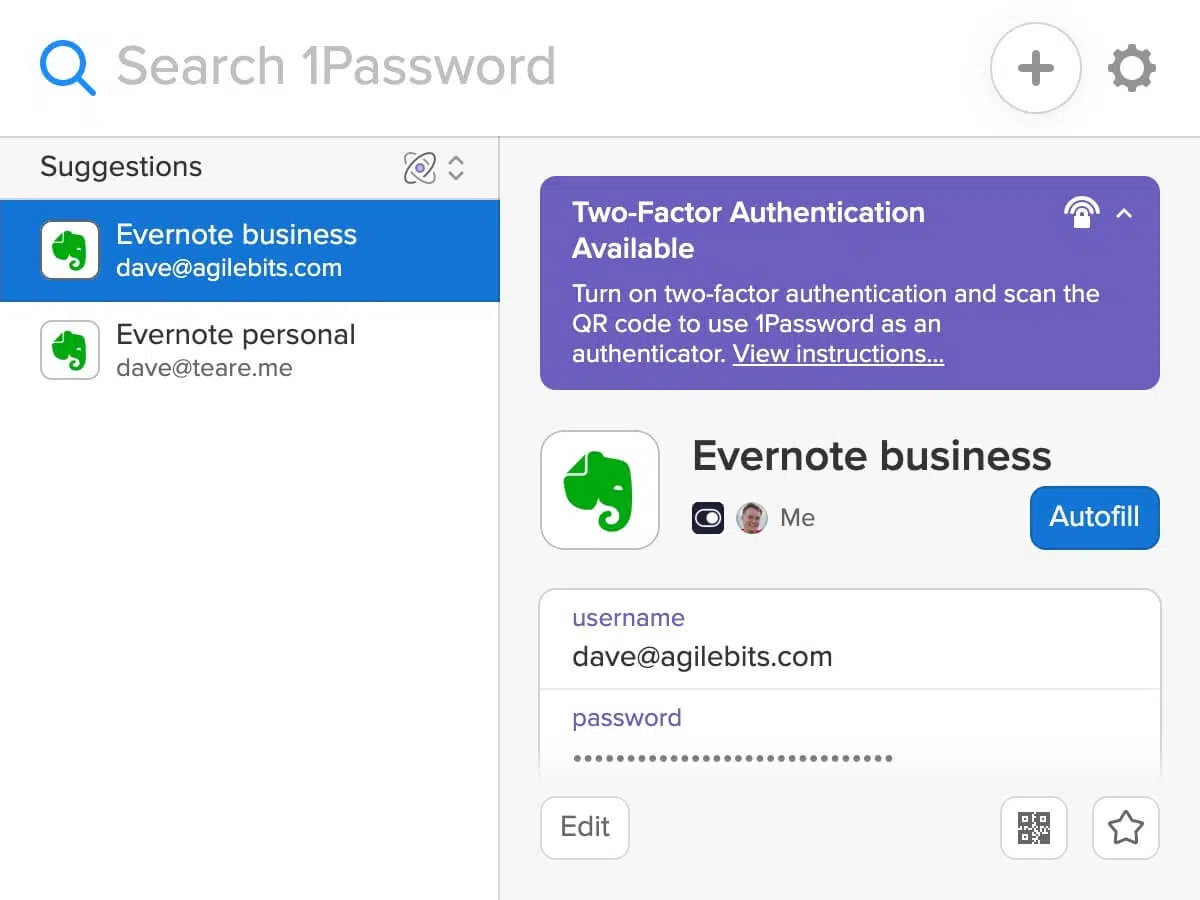 Search 1Password
Suggestions
Evernote business
dave@agilebits.com
Evernote personal
dave@teare.me
Two-Factor Authentication
Available
Turn on two-factor authentication and scan the
QR code to use 1Password as an
authenticator. View instructions...
Evernote business
Me
Autofill
username
dave@agilebits.com
password
••••••••••••••••••••••••••••••
Edit